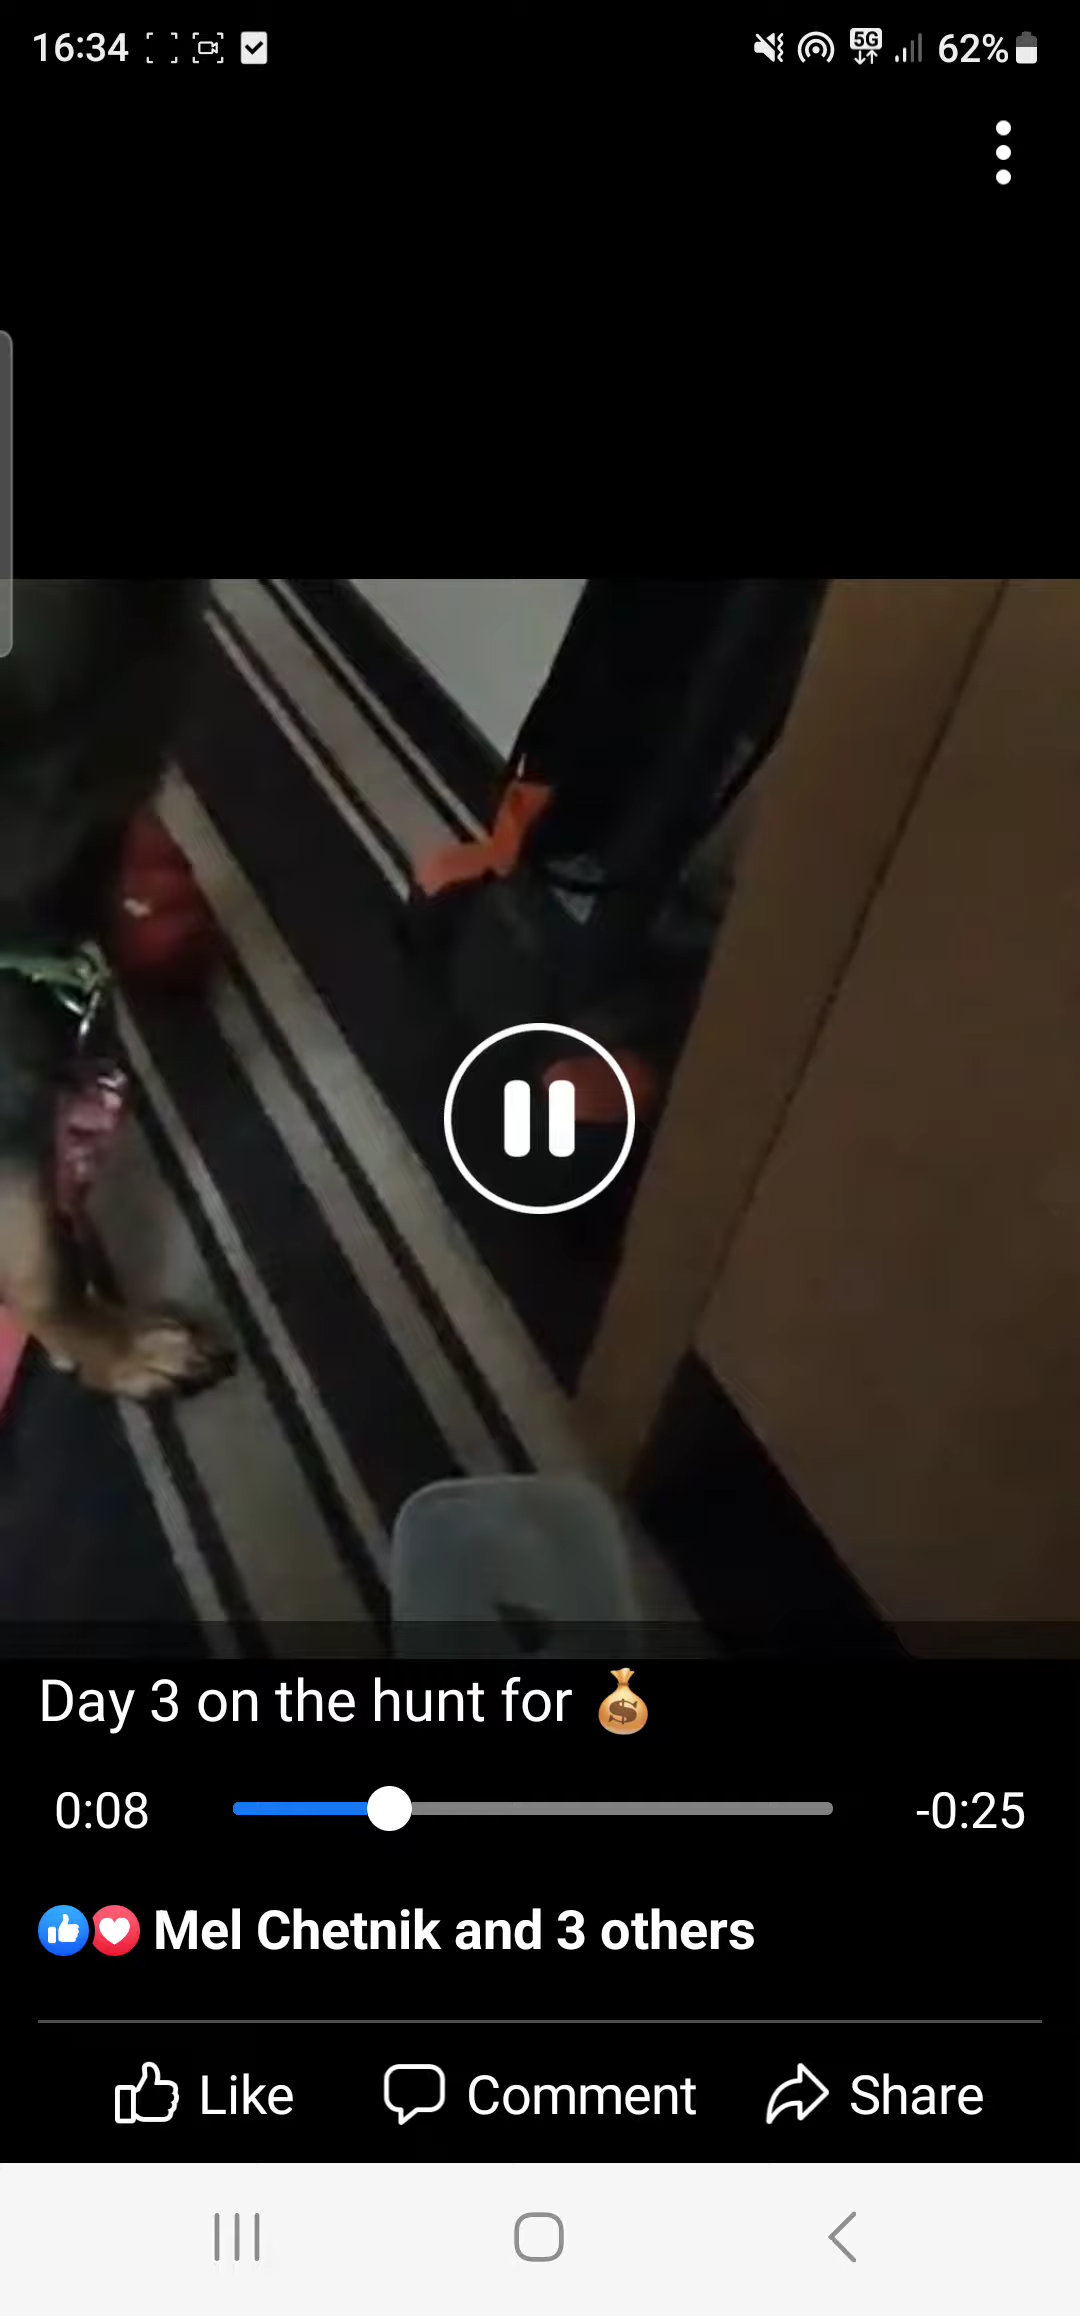 16:34
5G
62%
Day 3 on the hunt for 💰
0:08
-0:25
Mel Chetnik and 3 others
Like
Comment
Share